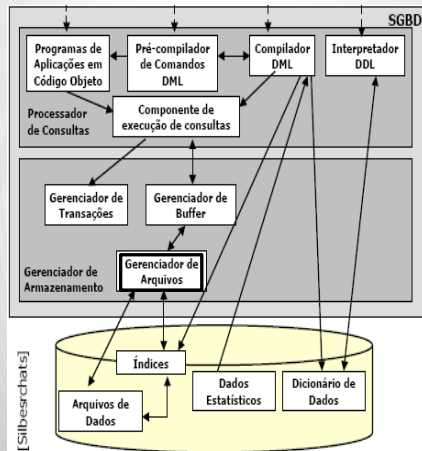 SGBD
Programas de
Aplicações em
Código Objeto
Pré-compilador
de Comandos
DML
Compilador
DML
Interpretador
DDL
Processador
de Consultas
Componente de
execução de consultas
Gerenciador de
Transações
Gerenciador de
Buffer
Gerenciador de
Arquivos
Gerenciador de
Armazenamento
Índices
Arquivos de
Dados
Dados
Estatísticos
Dicionário de
Dados
[Silbesrchats]